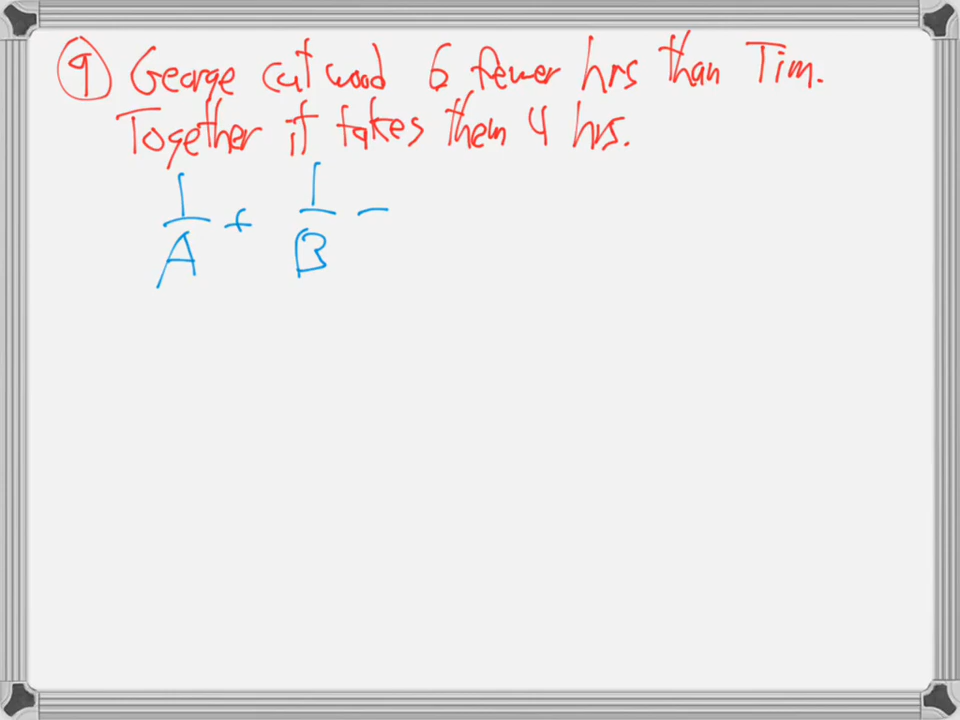 9 George cut wood 6 fewer hrs than Tim.
Together it takes them 4 hrs.
1/A + 1/B –